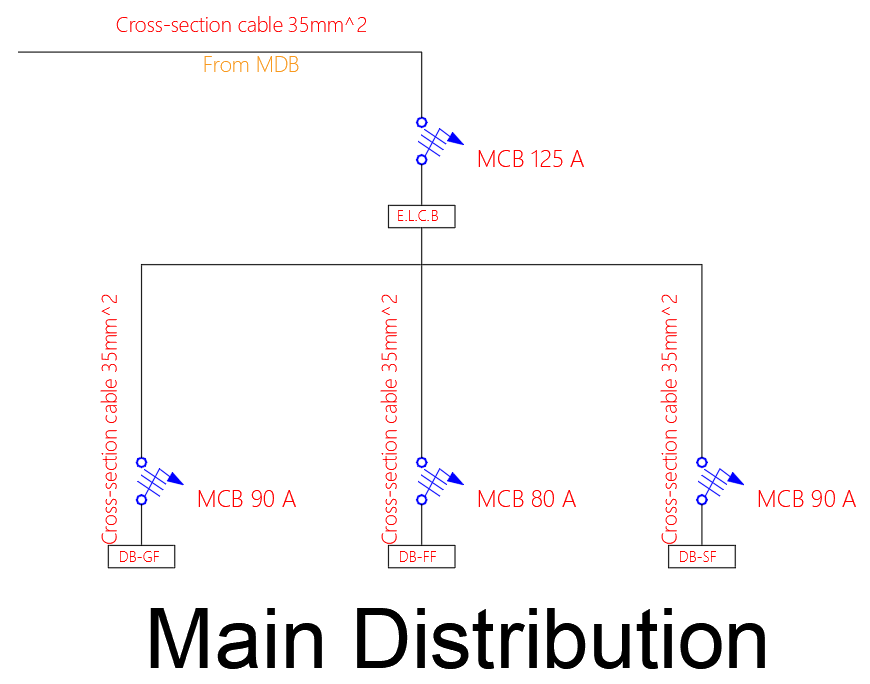 Cross-section cable 35mm^2
From MDB
MCB 125 A
E.L.C.B
Cross-section cable 35mm^2
Cross-section cable 35mm^2
Cross-section cable 35mm^2
MCB 90 A
MCB 80 A
MCB 90 A
DB-GF
DB-FF
DB-SF
Main Distribution